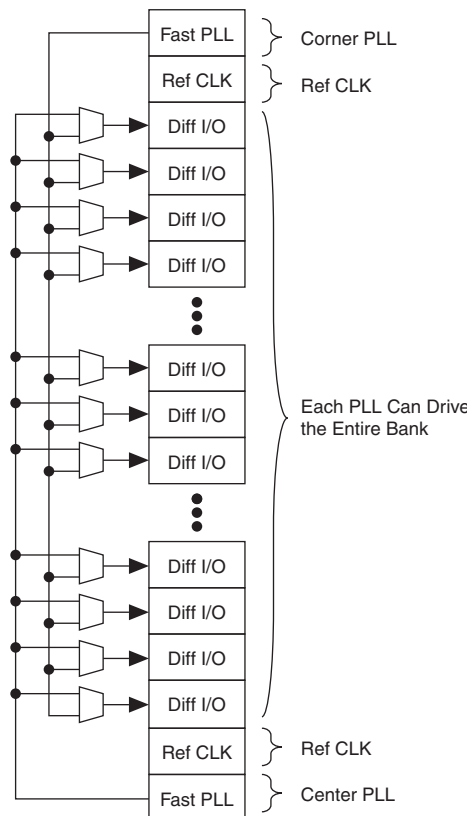 Fast PLL
Corner PLL
Ref CLK
Ref CLK
Diff I/O
Diff I/O
Diff I/O
Diff I/O
Diff I/O
Diff I/O
Diff I/O
Each PLL Can Drive
the Entire Bank
Diff I/O
Diff I/O
Diff I/O
Diff I/O
Ref CLK
Ref CLK
Fast PLL
Center PLL